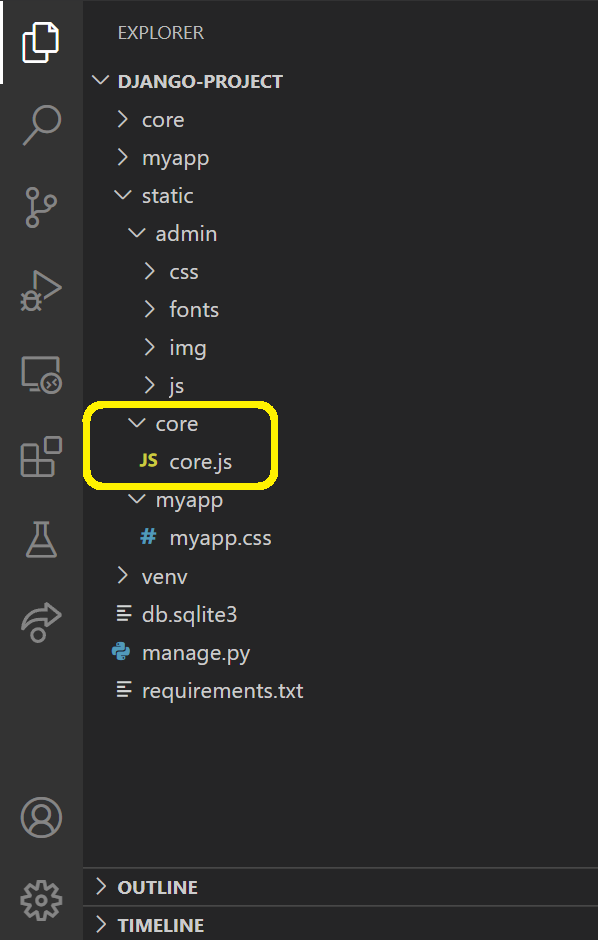 EXPLORER
DJANGO-PROJECT
core
myapp
static
admin
css
fonts
img
js
core
JS core.js
myapp
# myapp.css
venv
db.sqlite3
manage.py
requirements.txt
OUTLINE
TIMELINE